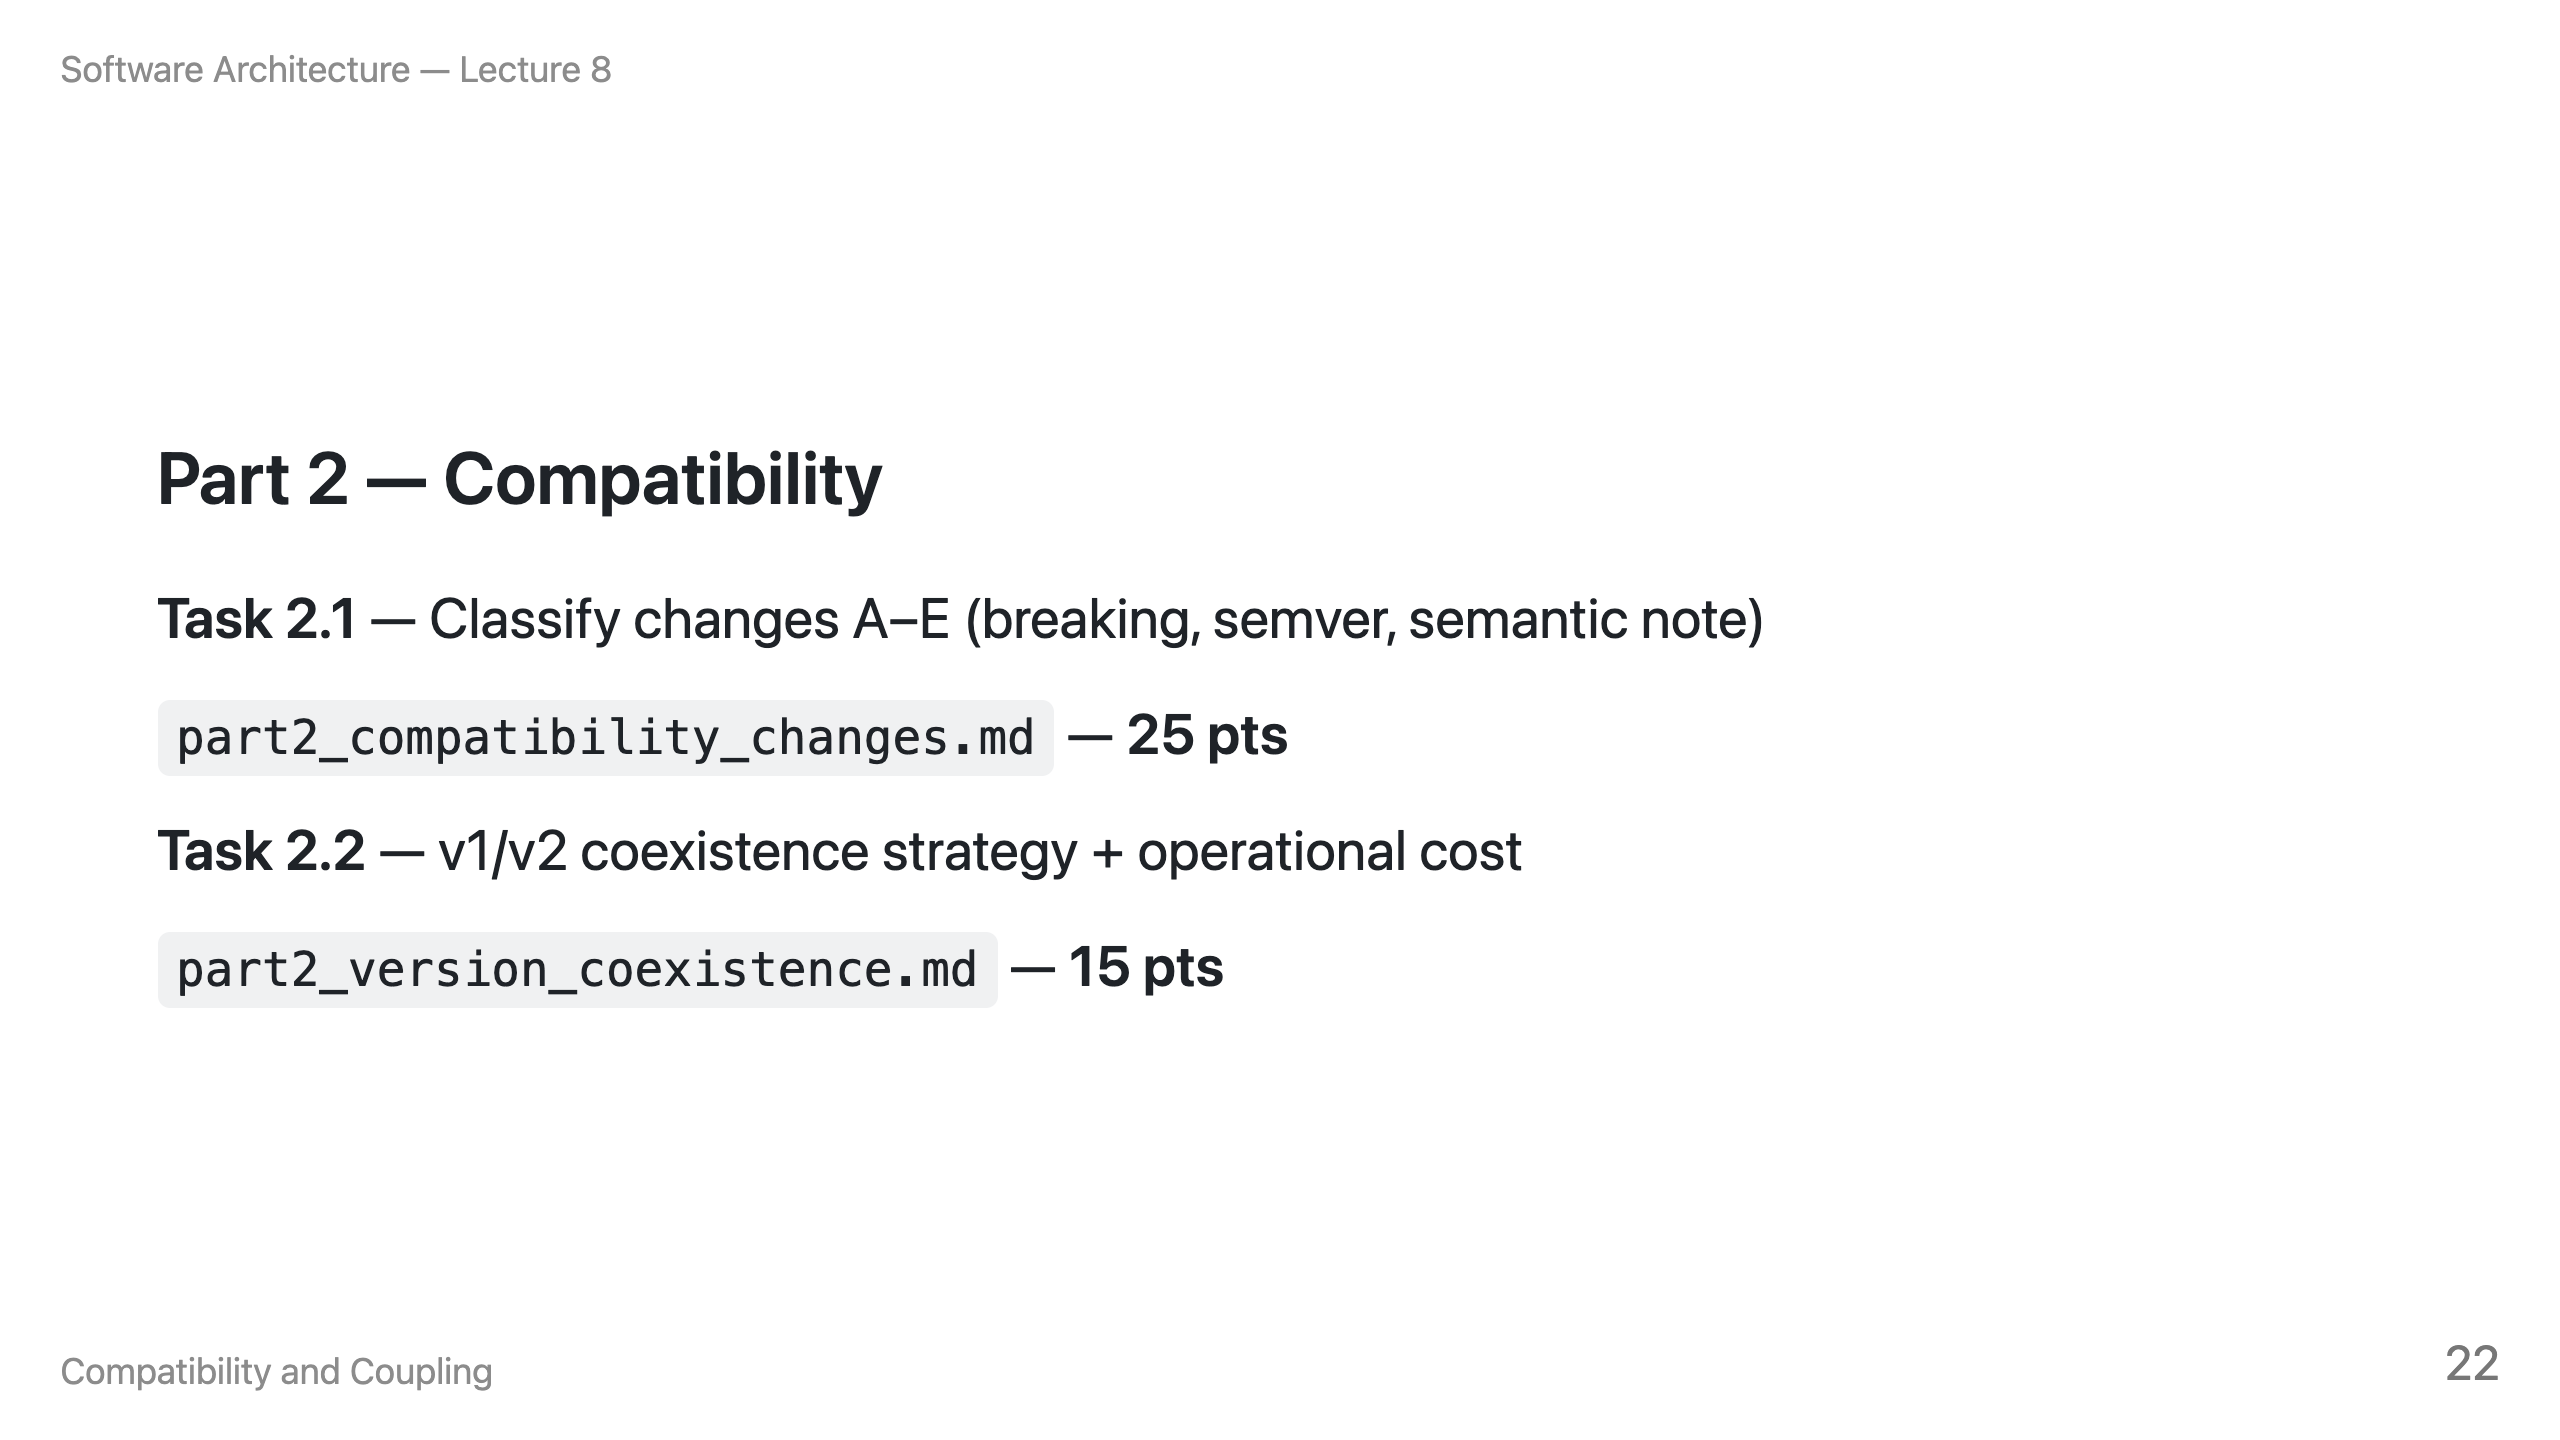 Software Architecture — Lecture 8
Part 2 — Compatibility
Task 2.1 — Classify changes A–E (breaking, semver, semantic note)
part2_compatibility_changes.md — 25 pts
Task 2.2 — v1/v2 coexistence strategy + operational cost
part2_version_coexistence.md — 15 pts
Compatibility and Coupling
22